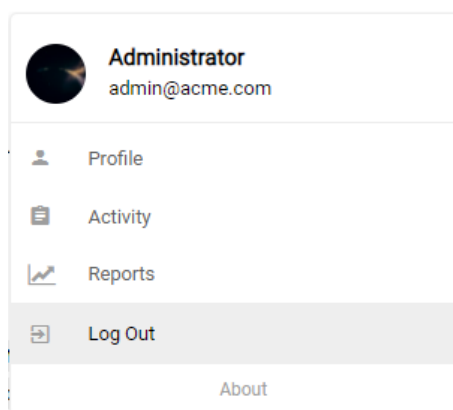 Administrator
admin@acme.com
Profile
Activity
Reports
Log Out
About